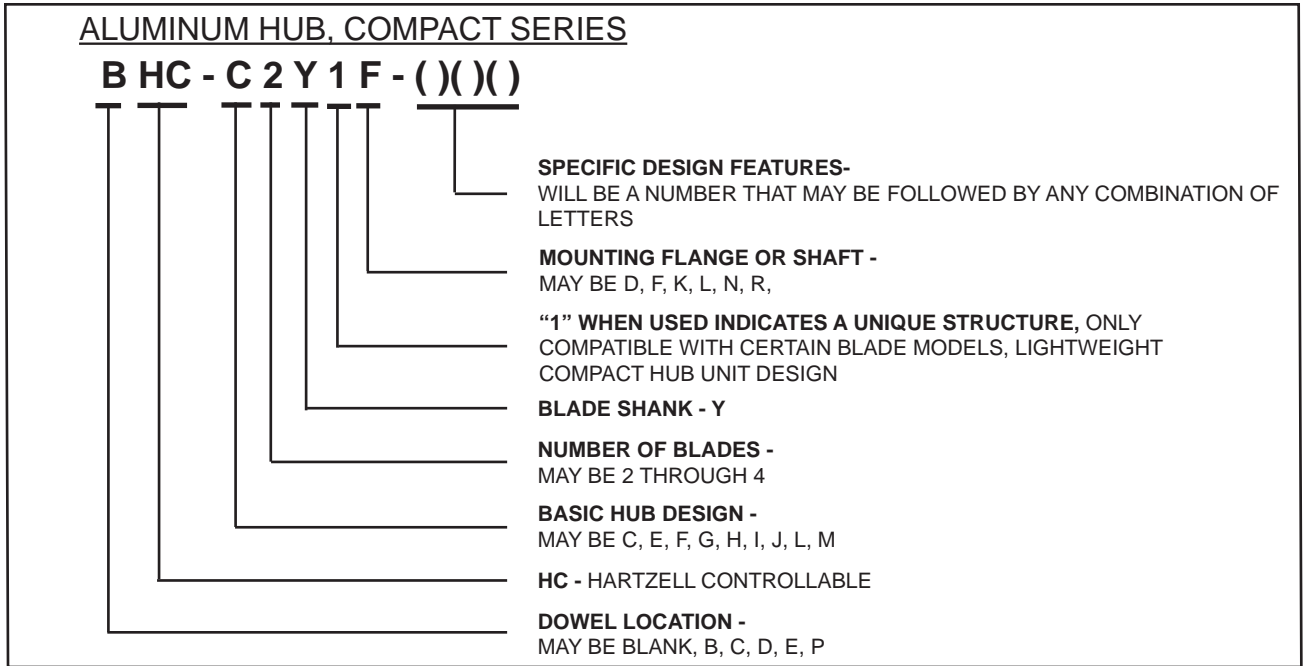 ALUMINUM HUB, COMPACT SERIES
B HC - C 2 Y 1 F - ( )( )( )
SPECIFIC DESIGN FEATURES-
WILL BE A NUMBER THAT MAY BE FOLLOWED BY ANY COMBINATION OF
LETTERS
MOUNTING FLANGE OR SHAFT -
MAY BE D, F, K, L, N, R,
“1” WHEN USED INDICATES A UNIQUE STRUCTURE, ONLY
COMPATIBLE WITH CERTAIN BLADE MODELS, LIGHTWEIGHT
COMPACT HUB UNIT DESIGN
BLADE SHANK - Y
NUMBER OF BLADES -
MAY BE 2 THROUGH 4
BASIC HUB DESIGN -
MAY BE C, E, F, G, H, I, J, L, M
HC - HARTZELL CONTROLLABLE
DOWEL LOCATION -
MAY BE BLANK, B, C, D, E, P